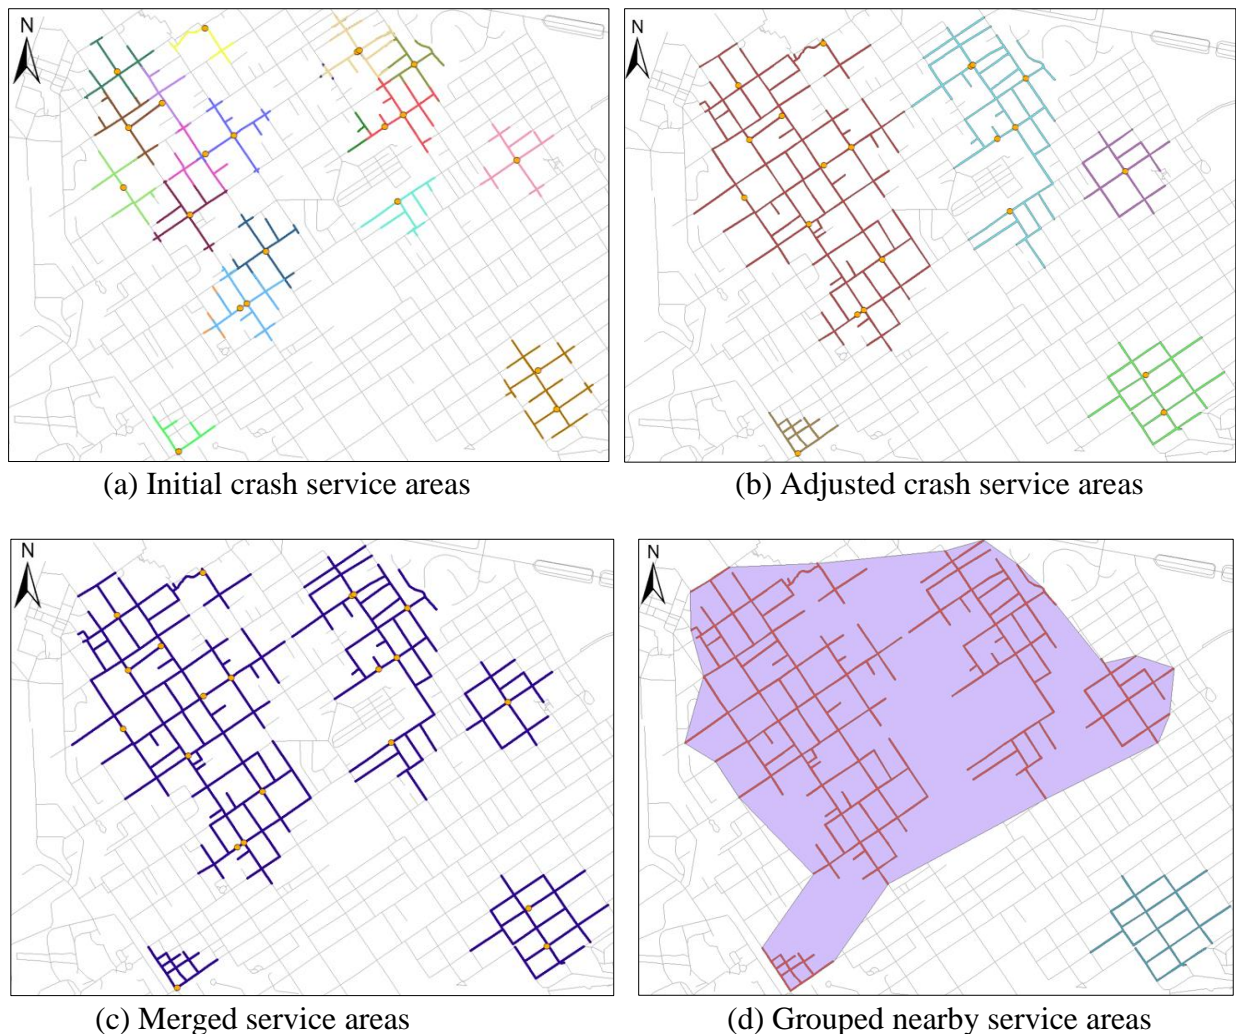 N
N
(a) Initial crash service areas
(b) Adjusted crash service areas
N
N
(c) Merged service areas
(d) Grouped nearby service areas